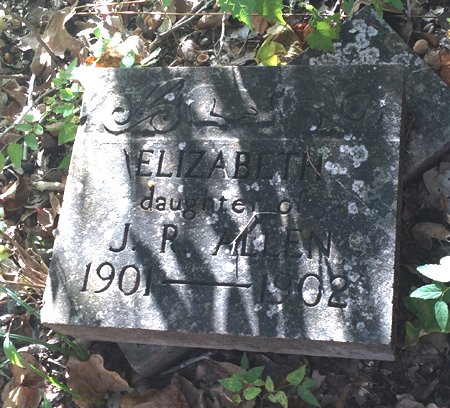 ELIZABETH
daughter of
J. P. ALLEN
1901 — 1902